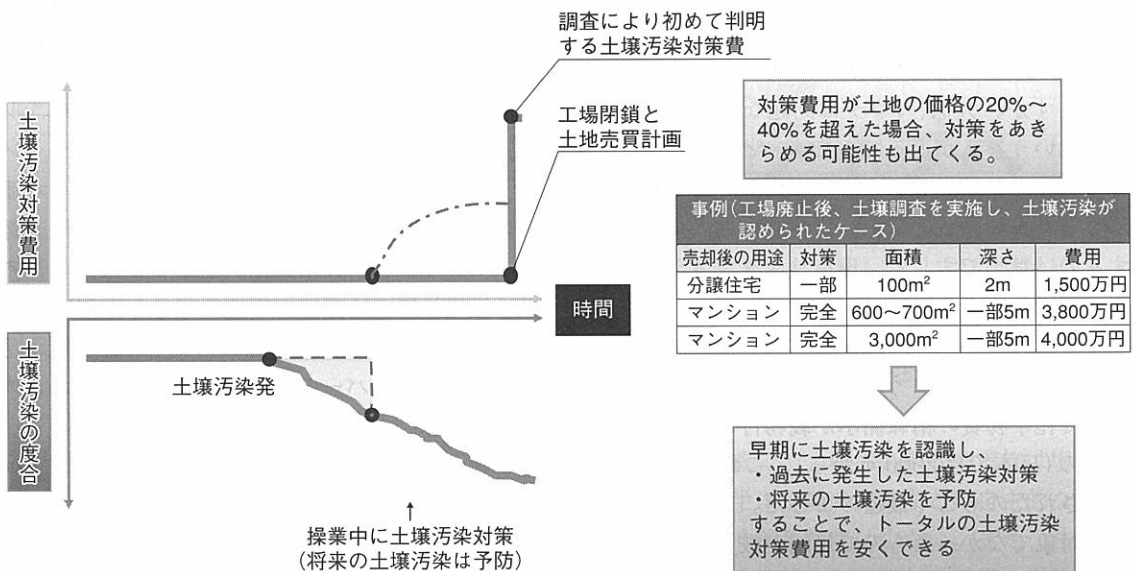 調査により初めて判明
する土壌汚染対策費
工場閉鎖と
土地売買計画
土壌汚染対策費用
時間
土壌汚染の度合
土壌汚染発
操業中に土壌汚染対策
(将来の土壌汚染は予防)
対策費用が土地の価格の20%～
40%を超えた場合、対策をあき
らめる可能性も出てくる。
事例(工場廃止後、土壌調査を実施し、土壌汚染が
認められたケース)
売却後の用途 対策 面積 深さ 費用
分譲住宅 一部 100m² 2m 1,500万円
マンション 完全 600～700m² 一部5m 3,800万円
マンション 完全 3,000m² 一部5m 4,000万円
早期に土壌汚染を認識し、
・過去に発生した土壌汚染対策
・将来の土壌汚染を予防
することで、トータルの土壌汚染
対策費用を安くできる